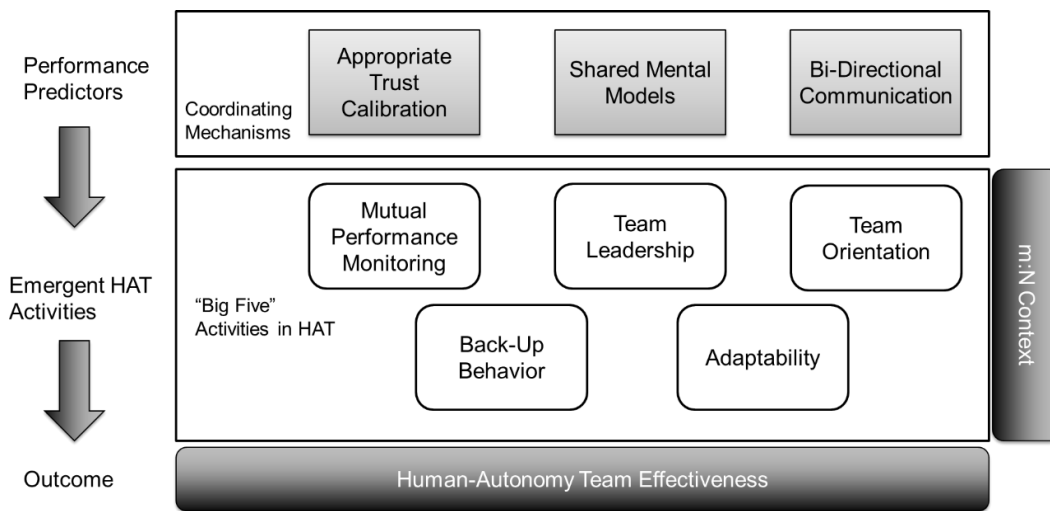 Performance
Predictors
Coordinating
Mechanisms
Appropriate
Trust
Calibration
Shared Mental
Models
Bi-Directional
Communication
Emergent HAT
Activities
“Big Five”
Activities in HAT
Mutual
Performance
Monitoring
Team
Leadership
Team
Orientation
Back-Up
Behavior
Adaptability
m:N Context
Outcome
Human-Autonomy Team Effectiveness